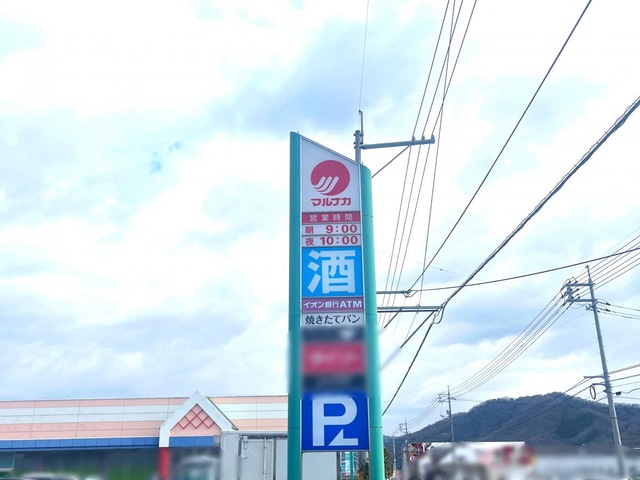 マルナカ
営業時間
朝 9:00
夜 10:00
酒
イオン銀行ATM
焼きたてパン
P